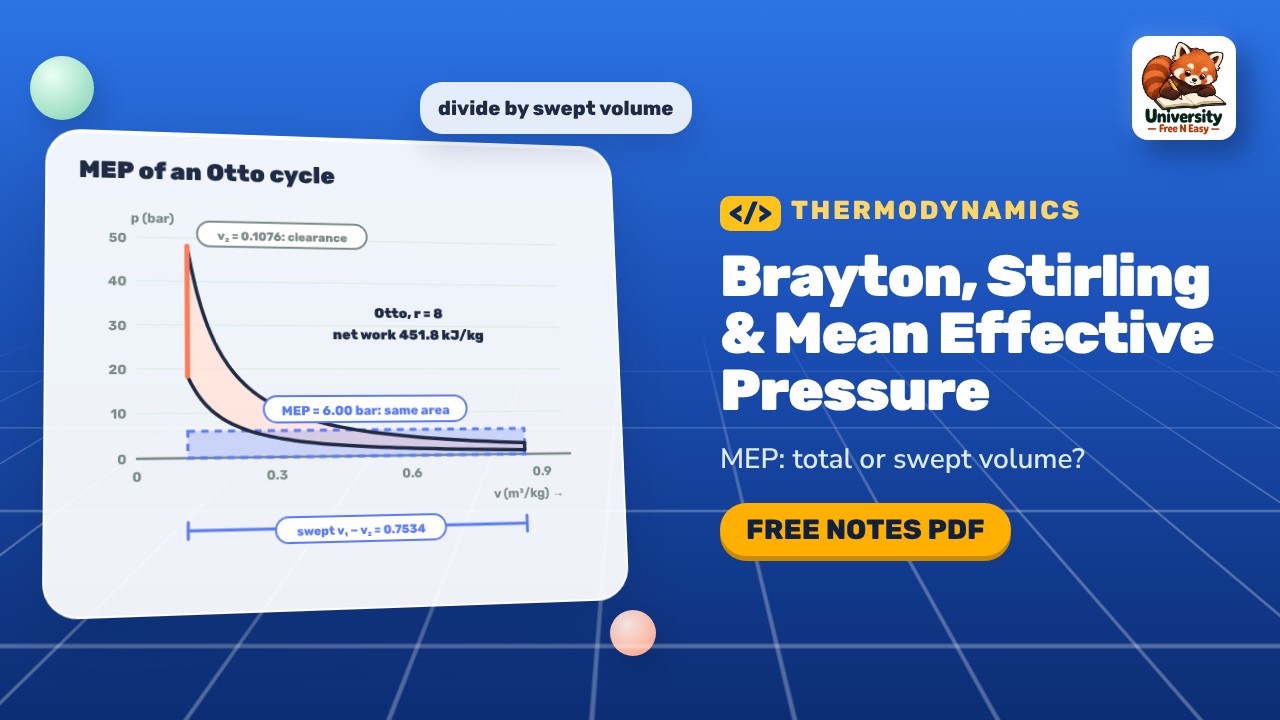 divide by swept volume
MEP of an Otto cycle
p (bar)
50
40
30
20
10
0
v₂ = 0.1076: clearance
Otto, r = 8
net work 451.8 kJ/kg
MEP = 6.00 bar: same area
0
0.3
0.6
0.9
v (m³/kg) →
swept v₁ − v₂ = 0.7534
University
— Free N Easy —
</> THERMODYNAMICS
Brayton, Stirling
& Mean Effective
Pressure
MEP: total or swept volume?
FREE NOTES PDF